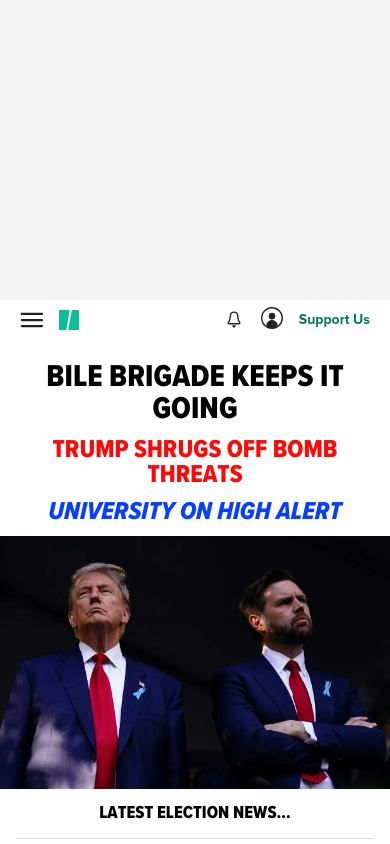 Support Us
BILE BRIGADE KEEPS IT
GOING
TRUMP SHRUGS OFF BOMB
THREATS
UNIVERSITY ON HIGH ALERT
LATEST ELECTION NEWS...